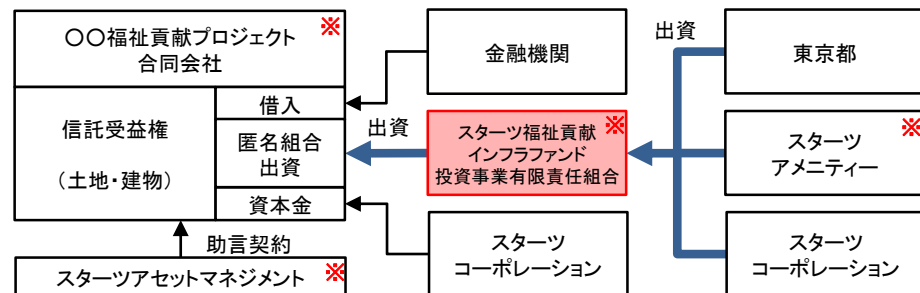 〇〇福祉貢献プロジェクト ※
合同会社
信託受益権
（土地・建物）
借入
匿名組合
出資
資本金
助言契約
スターツアセットマネジメント ※
金融機関
出資
スターツ福祉貢献 ※
インフラファンド
投資事業有限責任組合
スターツ
コーポレーション
出資
東京都
スターツ ※
アメニティー
スターツ
コーポレーション